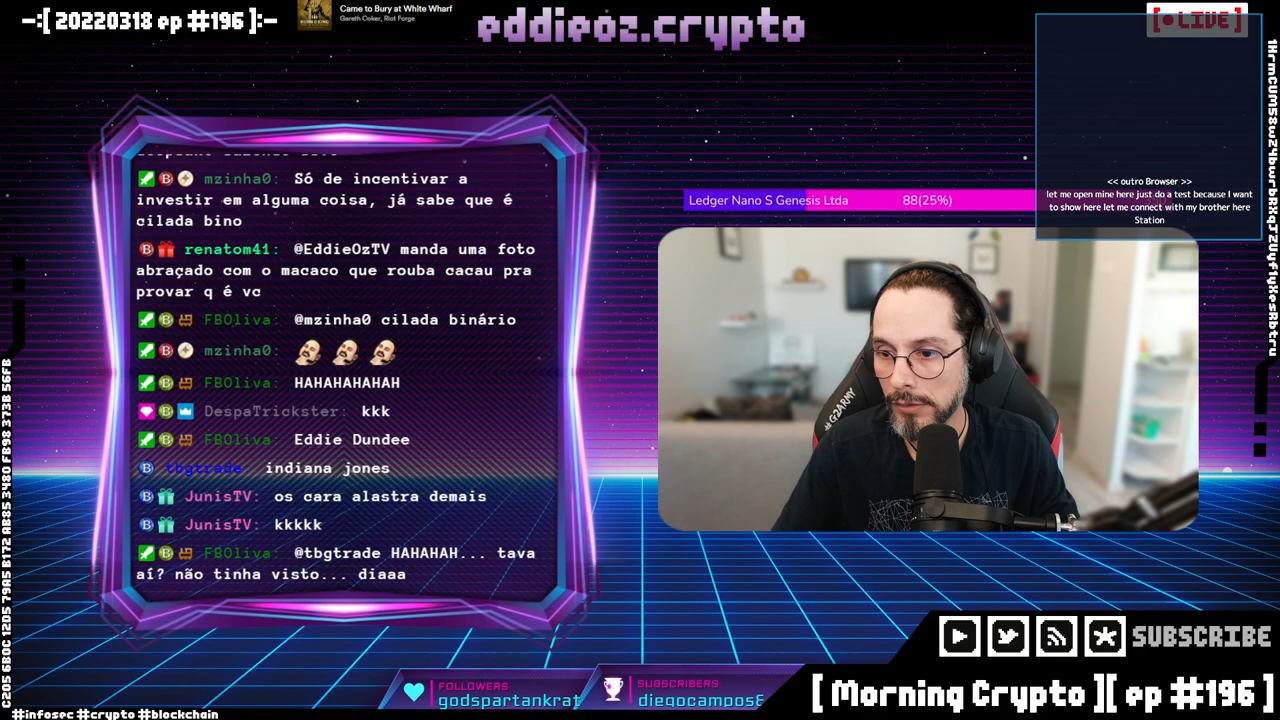 -:[ 20220318 ep #196 ]:-
Came to Bury at White Wharf
Gareth Coker, Riot Forge
eddieoz.crypto
[● LIVE]
<< outro Browser >>
let me open mine here just do a test because I want
to show here let me connect with my brother here
Station
Ledger Nano S Genesis Ltda 88(25%)
mzinha0: Só de incentivar a
investir em alguma coisa, já sabe que é
cilada bino
renatom41: @EddieOzTV manda uma foto
abraçado com o macaco que rouba cacau pra
provar q é vc
FBOliva: @mzinha0 cilada binário
mzinha0:
FBOliva: HAHAHAHAHAH
DespaTrickster: kkk
FBOliva: Eddie Dundee
tbgtrade indiana jones
JunisTV: os cara alastra demais
JunisTV: kkkkk
FBOliva: @tbgtrade HAHAHAH... tava
aí? não tinha visto... diaaa
#G2ARMY
SUBSCRIBE
FOLLOWERS
godspartankrat
SUBSCRIBERS
diegocampos
[ Morning Crypto ][ ep #196 ]
#infosec #crypto #blockchain